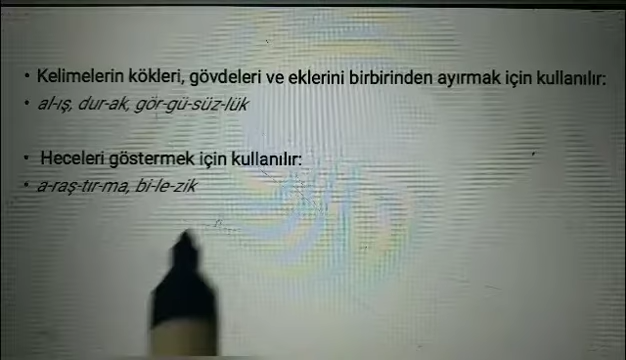 • Kelimelerin kökleri, gövdeleri ve eklerini birbirinden ayırmak için kullanılır:
• al-ış, dur-ak, gör-gü-süz-lük
• Heceleri göstermek için kullanılır:
• a-raş-tır-ma, bi-le-zik